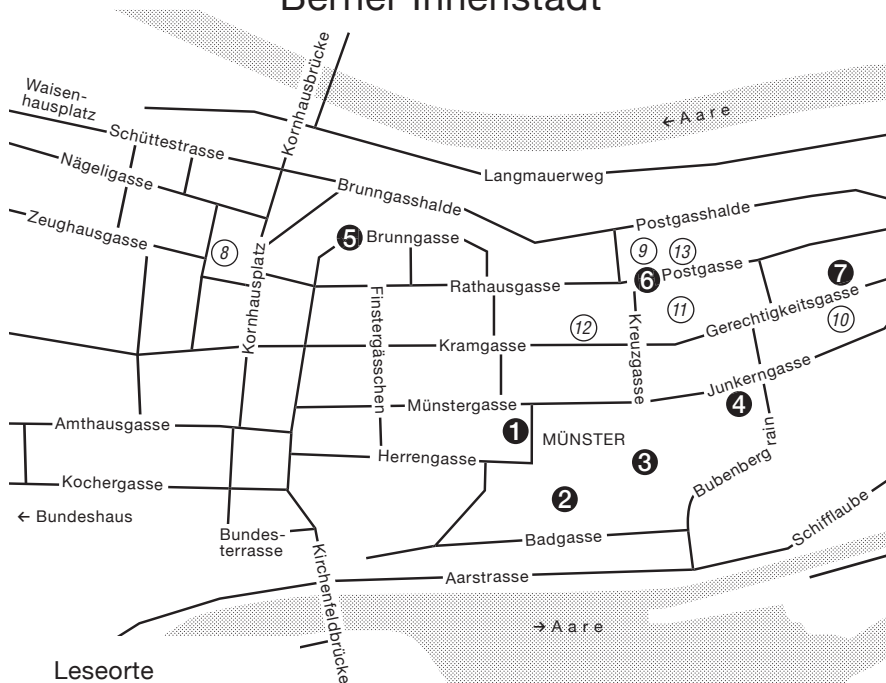 Berner Innenstadt
Waisen-
hausplatz
Kornhausbrücke
← Aare
Schüttestrasse
Nägeligasse
Langmauerweg
Brunngasshalde
Zeughausgasse
Postgasshalde
5
Brunngasse
8
9
13
Kornhausplatz
6
Postgasse
7
Rathausgasse
Finstergässchen
Kreuzgasse
11
Gerechtigkeitsgasse
10
12
Kramgasse
Junkerngasse
Münstergasse
4
Amthausgasse
1
MÜNSTER
Herrengasse
3
Bubenbergrain
Kochergasse
2
← Bundeshaus
Bundes-
terrasse
Badgasse
Schifflaube
Kirchenfeldbrücke
Aarstrasse
→ Aare
Leseorte